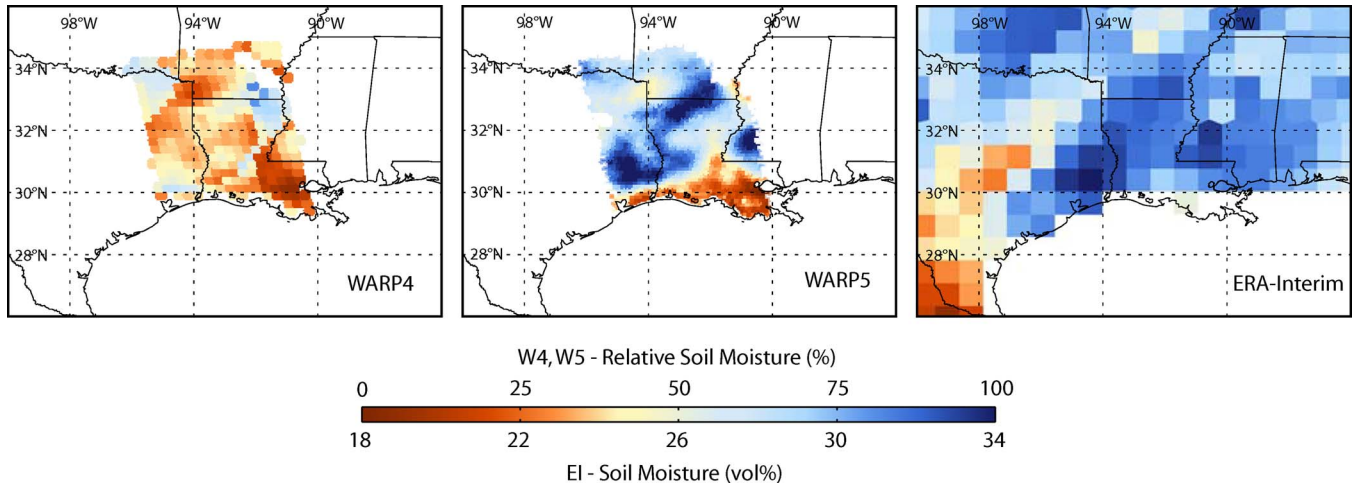 98°W 94°W 90°W 98°W 94°W 90°W 98°W 94°W 90°W
34°N 34°N 34°N
32°N 32°N 32°N
30°N 30°N 30°N
28°N 28°N 28°N
WARP4 WARP5 ERA-Interim
W4, W5 - Relative Soil Moisture (%)
0 25 50 75 100
18 22 26 30 34
EI - Soil Moisture (vol%)